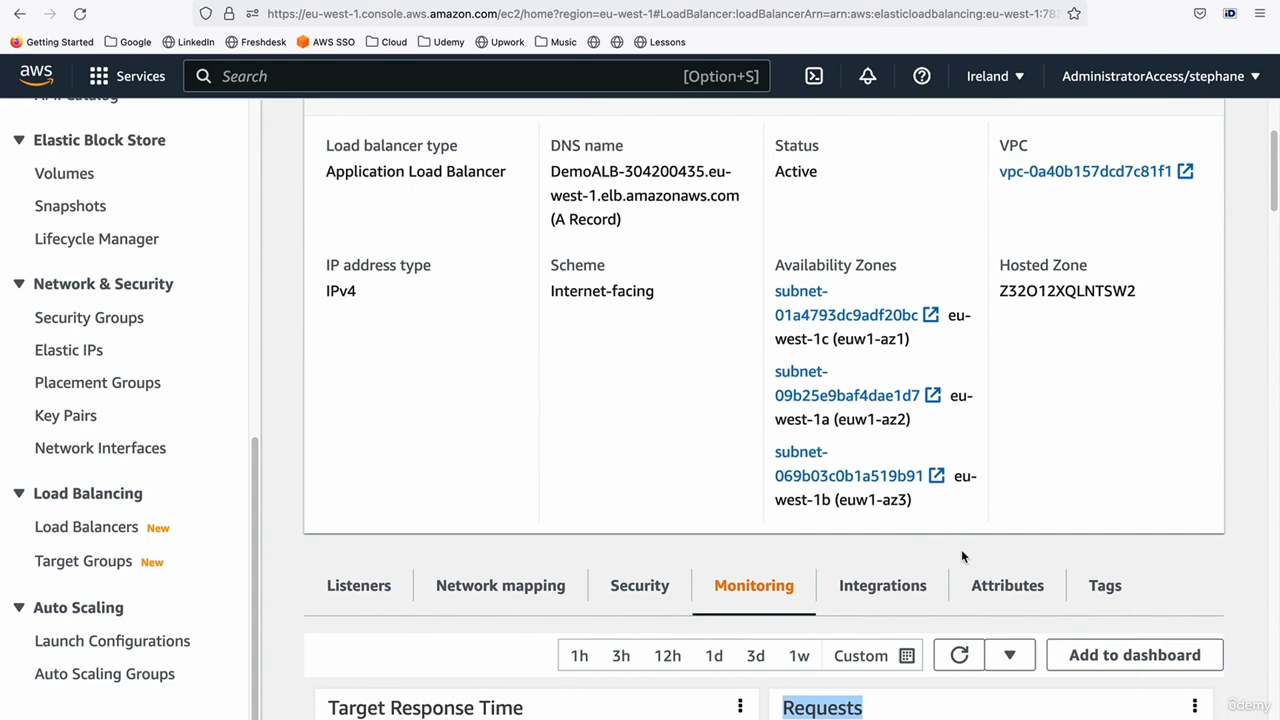 https://eu-west-1.console.aws.amazon.com/ec2/home?region=eu-west-1#LoadBalancer:loadBalancerArn=arn:aws:elasticloadbalancing:eu-west-1:78
Getting Started Google LinkedIn Freshdesk AWS SSO Cloud Udemy Upwork Music Lessons
aws Services Search [Option+S] Ireland ▼ AdministratorAccess/stephane ▼
Elastic Block Store
Volumes
Snapshots
Lifecycle Manager
Network & Security
Security Groups
Elastic IPs
Placement Groups
Key Pairs
Network Interfaces
Load Balancing
Load Balancers New
Target Groups New
Auto Scaling
Launch Configurations
Auto Scaling Groups
Load balancer type
Application Load Balancer
DNS name
DemoALB-304200435.eu-
west-1.elb.amazonaws.com
(A Record)
Status
Active
VPC
vpc-0a40b157dcd7c81f1
IP address type
IPv4
Scheme
Internet-facing
Availability Zones
subnet-
01a4793dc9adf20bc eu-
west-1c (euw1-az1)
subnet-
09b25e9baf4dae1d7 eu-
west-1a (euw1-az2)
subnet-
069b03c0b1a519b91 eu-
west-1b (euw1-az3)
Hosted Zone
Z32O12XQLNTSW2
Listeners Network mapping Security Monitoring Integrations Attributes Tags
1h 3h 12h 1d 3d 1w Custom Add to dashboard
Target Response Time Requests
ûdemy